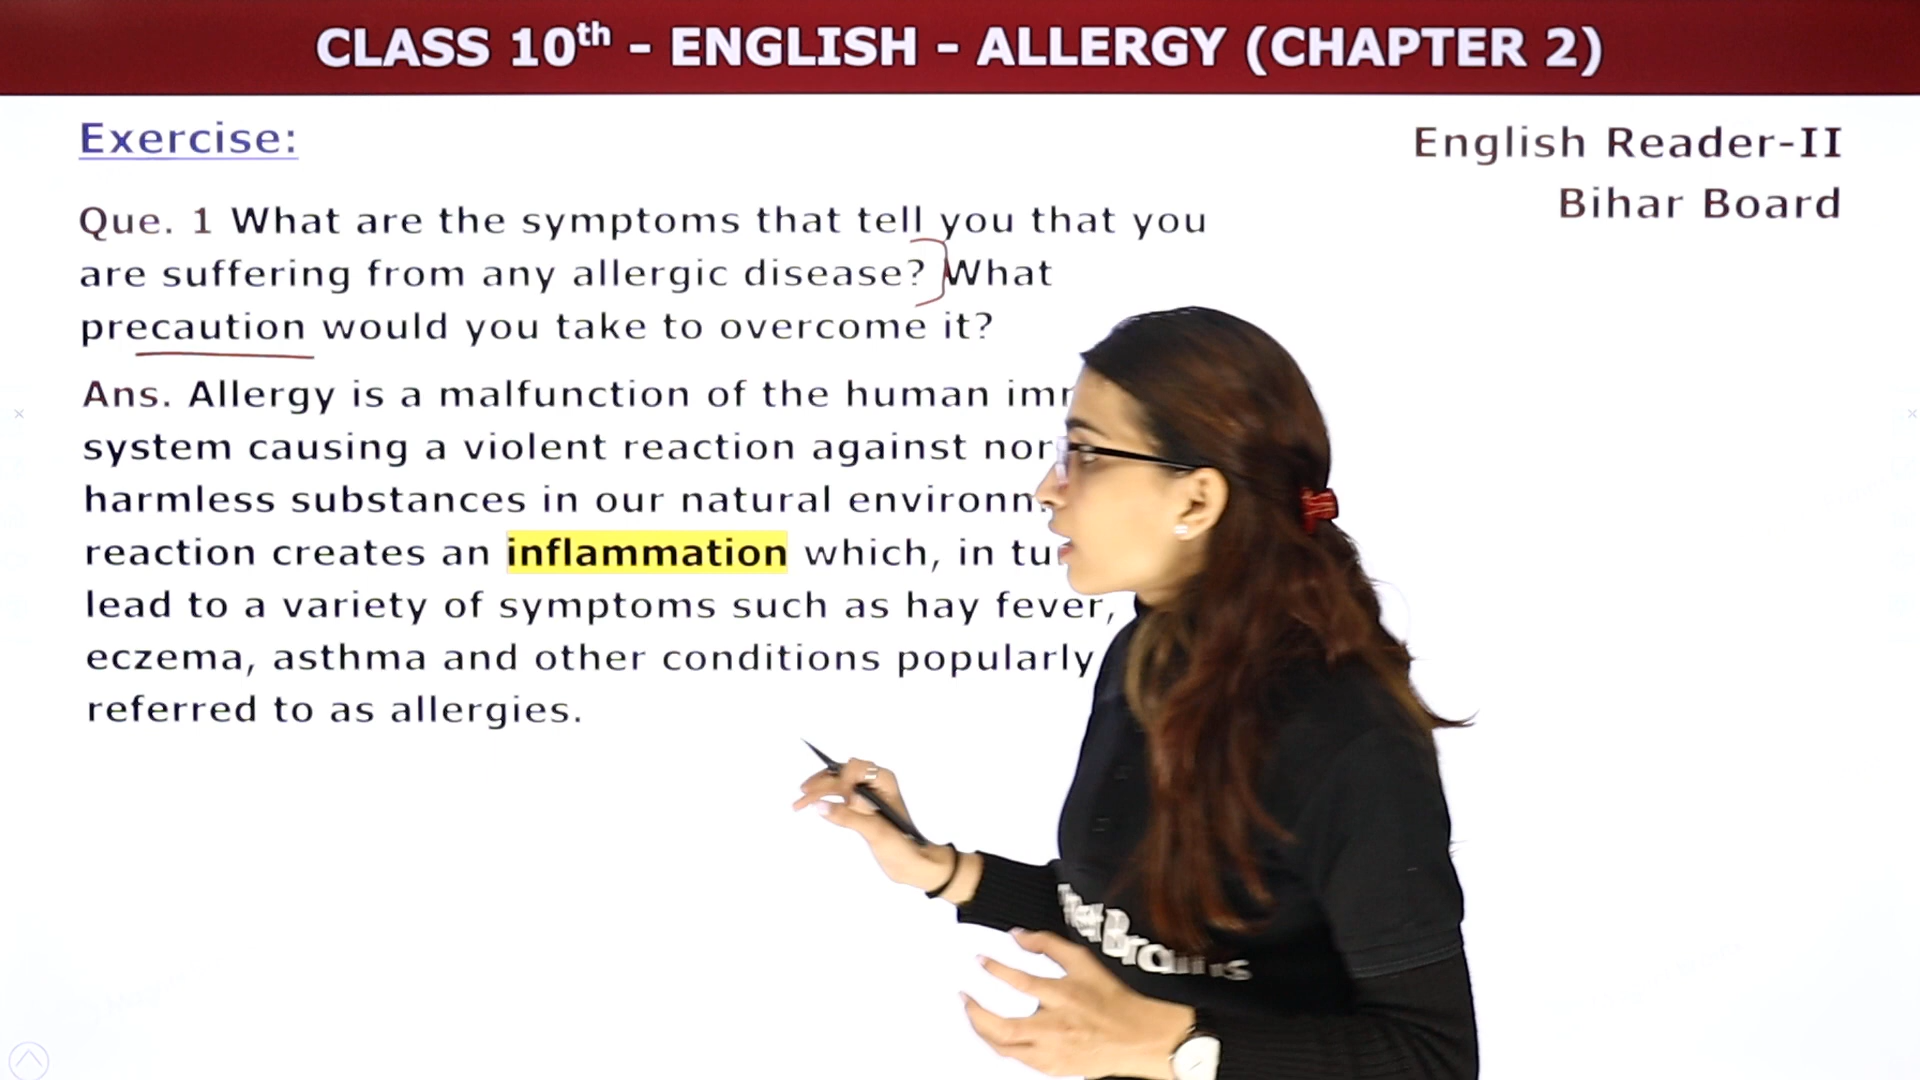 CLASS 10th - ENGLISH - ALLERGY (CHAPTER 2)
Exercise:
English Reader-II
Bihar Board
Que. 1 What are the symptoms that tell you that you
are suffering from any allergic disease? What
precaution would you take to overcome it?
Ans. Allergy is a malfunction of the human
system causing a violent reaction against
harmless substances in our natural
reaction creates an inflammation which, in
lead to a variety of symptoms such as hay fever,
eczema, asthma and other conditions popularly
referred to as allergies.